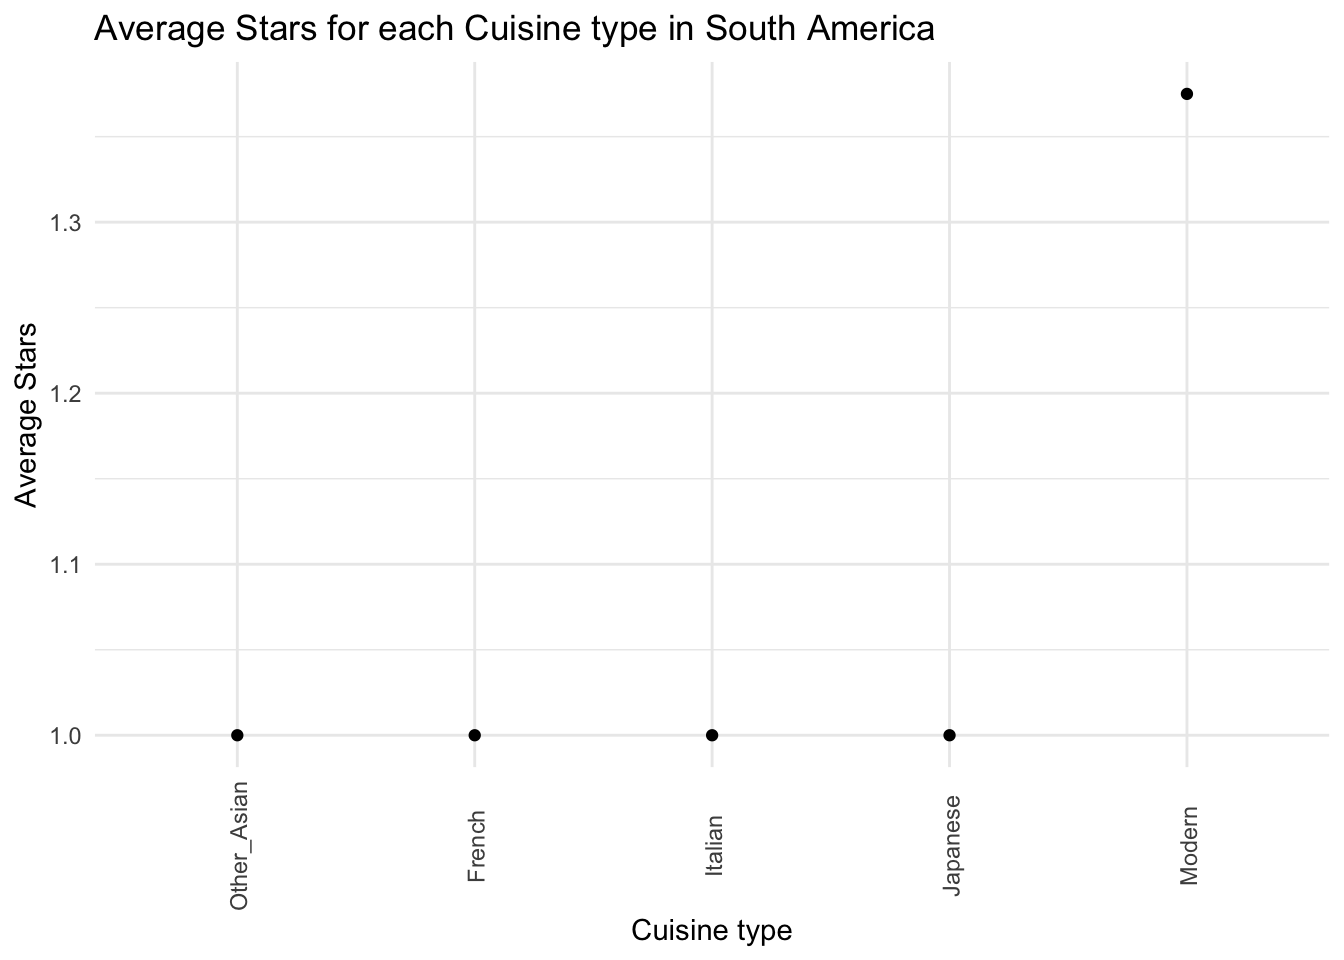 Average Stars for each Cuisine type in South America
Average Stars
1.3
1.2
1.1
1.0
Other_Asian
French
Italian
Japanese
Modern
Cuisine type